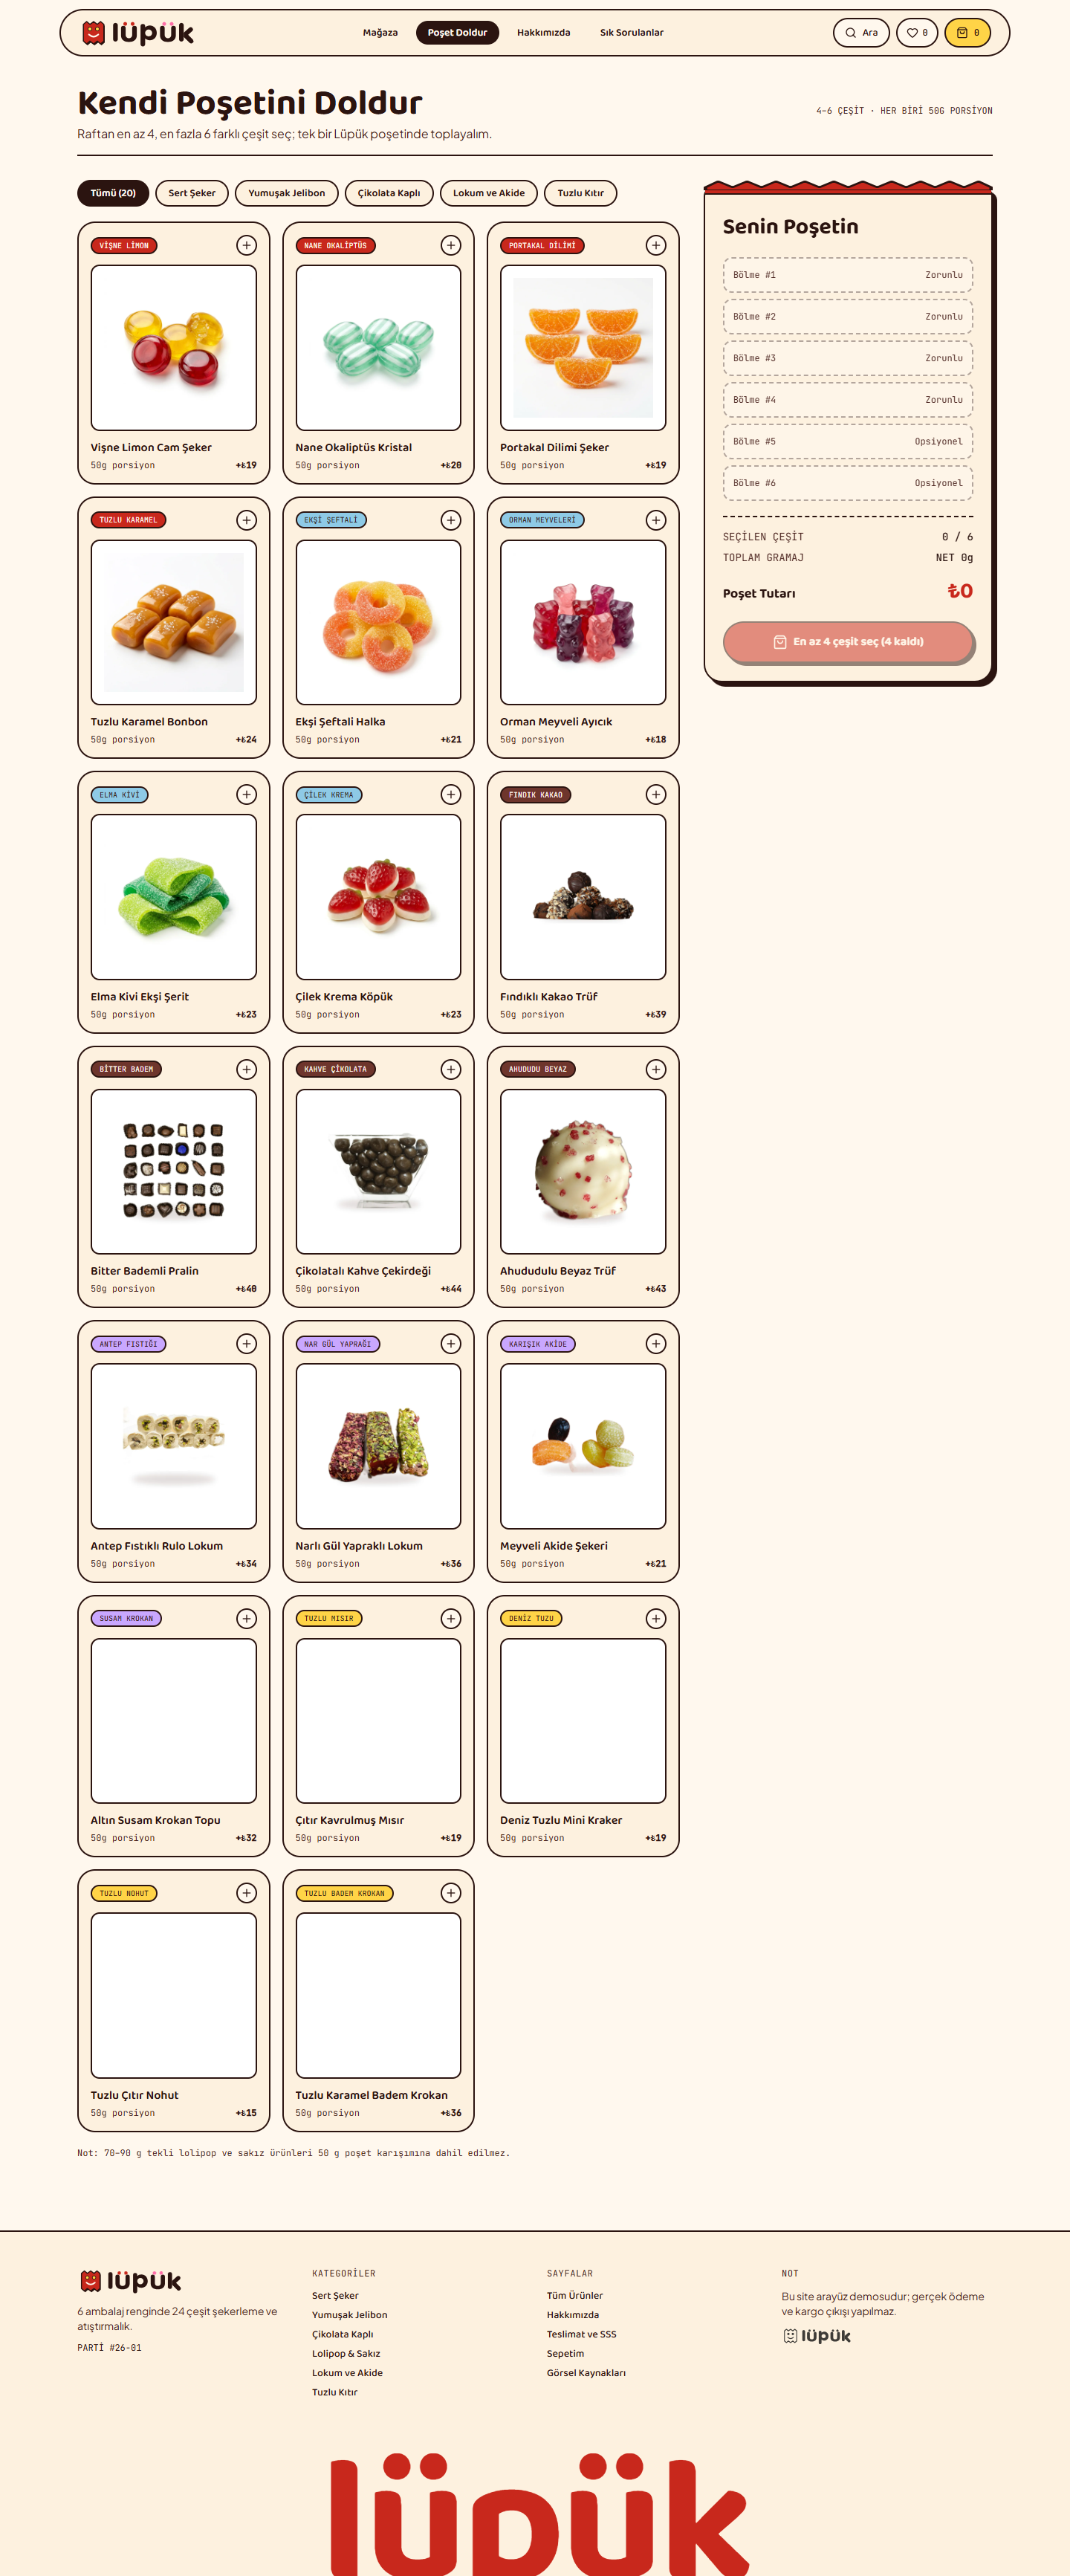 lüpük
Mağaza
Poşet Doldur
Hakkımızda
Sık Sorulanlar
Ara
0
0
Kendi Poşetini Doldur
Raftan en az 4, en fazla 6 farklı çeşit seç; tek bir Lüpük poşetinde toplayalım.
4–6 ÇEŞİT · HER BİRİ 50G PORSİYON
Tümü (20)
Sert Şeker
Yumuşak Jelibon
Çikolata Kaplı
Lokum ve Akide
Tuzlu Kıtır
VİŞNE LİMON
Vişne Limon Cam Şeker
50g porsiyon
+₺19
NANE OKALİPTÜS
Nane Okaliptüs Kristal
50g porsiyon
+₺20
PORTAKAL DİLİMİ
Portakal Dilimi Şeker
50g porsiyon
+₺19
TUZLU KARAMEL
Tuzlu Karamel Bonbon
50g porsiyon
+₺24
EKŞİ ŞEFTALİ
Ekşi Şeftali Halka
50g porsiyon
+₺21
ORMAN MEYVELERİ
Orman Meyveli Ayıcık
50g porsiyon
+₺18
ELMA KİVİ
Elma Kivi Ekşi Şerit
50g porsiyon
+₺23
ÇİLEK KREMA
Çilek Krema Köpük
50g porsiyon
+₺23
FINDIK KAKAO
Fındıklı Kakao Trüf
50g porsiyon
+₺39
BİTTER BADEM
Bitter Bademli Pralin
50g porsiyon
+₺40
KAHVE ÇİKOLATA
Çikolatalı Kahve Çekirdeği
50g porsiyon
+₺44
AHUDUDU BEYAZ
Ahududulu Beyaz Trüf
50g porsiyon
+₺43
ANTEP FISTIĞI
Antep Fıstıklı Rulo Lokum
50g porsiyon
+₺34
NAR GÜL YAPRAĞI
Narlı Gül Yapraklı Lokum
50g porsiyon
+₺36
KARIŞIK AKİDE
Meyveli Akide Şekeri
50g porsiyon
+₺21
SUSAM KROKAN
Altın Susam Krokan Topu
50g porsiyon
+₺32
TUZLU MISIR
Çıtır Kavrulmuş Mısır
50g porsiyon
+₺19
DENİZ TUZU
Deniz Tuzlu Mini Kraker
50g porsiyon
+₺19
TUZLU NOHUT
Tuzlu Çıtır Nohut
50g porsiyon
+₺15
TUZLU BADEM KROKAN
Tuzlu Karamel Badem Krokan
50g porsiyon
+₺36
Not: 70–90 g tekli lolipop ve sakız ürünleri 50 g poşet karışımına dahil edilmez.
Senin Poşetin
Bölme #1
Zorunlu
Bölme #2
Zorunlu
Bölme #3
Zorunlu
Bölme #4
Zorunlu
Bölme #5
Opsiyonel
Bölme #6
Opsiyonel
SEÇİLEN ÇEŞİT
0 / 6
TOPLAM GRAMAJ
NET 0g
Poşet Tutarı
₺0
En az 4 çeşit seç (4 kaldı)
lüpük
6 ambalaj renginde 24 çeşit şekerleme ve
atıştırmalık.
PARTİ #26-01
KATEGORİLER
Sert Şeker
Yumuşak Jelibon
Çikolata Kaplı
Lolipop & Sakız
Lokum ve Akide
Tuzlu Kıtır
SAYFALAR
Tüm Ürünler
Hakkımızda
Teslimat ve SSS
Sepetim
Görsel Kaynakları
NOT
Bu site arayüz demosudur; gerçek ödeme
ve kargo çıkışı yapılmaz.
lüpük
lüpük